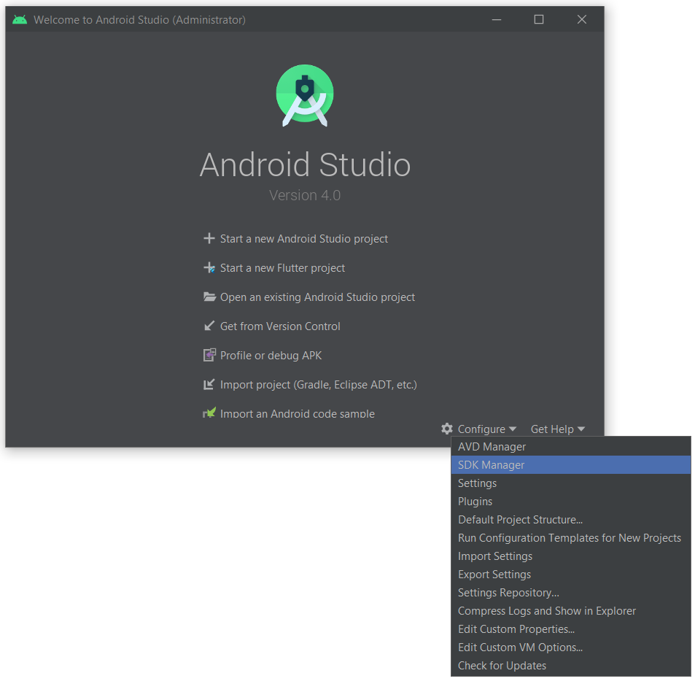 Welcome to Android Studio (Administrator)
Android Studio
Version 4.0
Start a new Android Studio project
Start a new Flutter project
Open an existing Android Studio project
Get from Version Control
Profile or debug APK
Import project (Gradle, Eclipse ADT, etc.)
Import an Android code sample
Configure Get Help
AVD Manager
SDK Manager
Settings
Plugins
Default Project Structure...
Run Configuration Templates for New Projects
Import Settings
Export Settings
Settings Repository...
Compress Logs and Show in Explorer
Edit Custom Properties...
Edit Custom VM Options...
Check for Updates